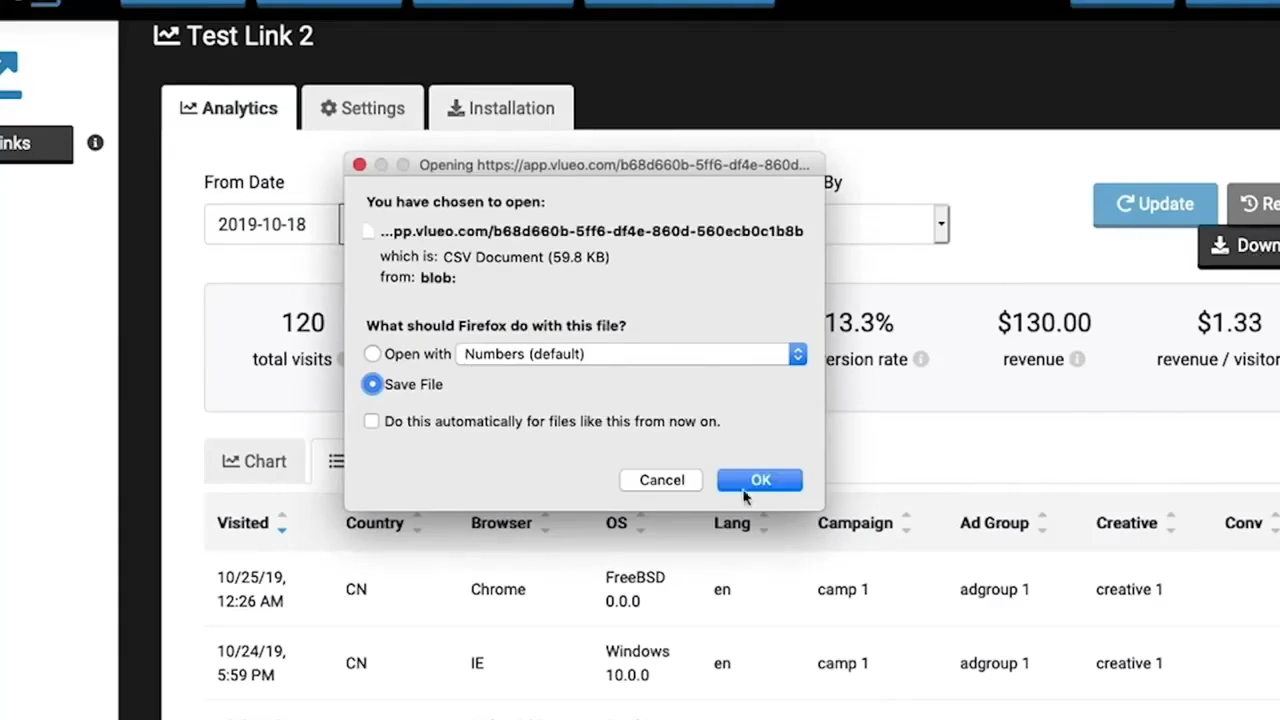 Test Link 2
Analytics
Settings
Installation
inks
From Date
By
2019-10-18
Update
Re
Down
Opening https://app.vlueo.com/b68d660b-5ff6-df4e-860d...
You have chosen to open:
...pp.vlueo.com/b68d660b-5ff6-df4e-860d-560ecb0c1b8b
which is: CSV Document (59.8 KB)
from: blob:
What should Firefox do with this file?
Open with Numbers (default)
Save File
Do this automatically for files like this from now on.
Cancel OK
120 13.3% $130.00 $1.33
total visits ersion rate revenue revenue / visitor
Chart
Visited Country Browser OS Lang Campaign Ad Group Creative Conv
10/25/19, 12:26 AM CN Chrome FreeBSD 0.0.0 en camp 1 adgroup 1 creative 1
10/24/19, 5:59 PM CN IE Windows 10.0.0 en camp 1 adgroup 1 creative 1